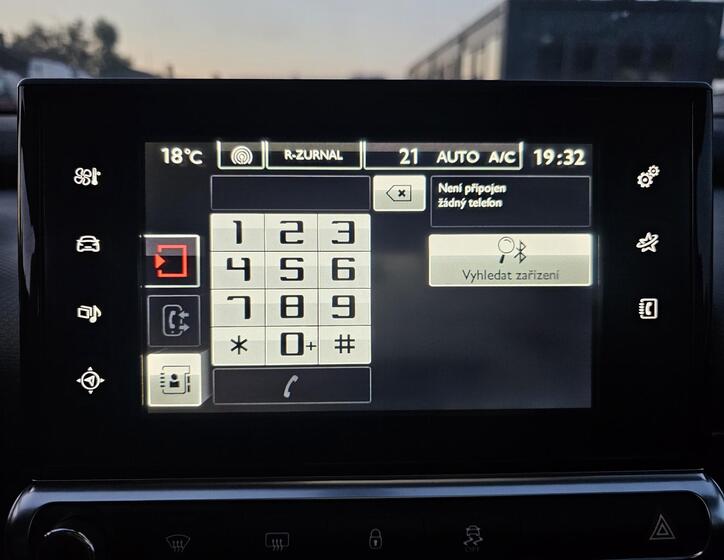 18°C R-ZURNAL 21 AUTO A/C 19:32
Není připojen
žádný telefon
1 2 3
4 5 6
7 8 9
* 0+ #
Vyhledat zařízení
OFF